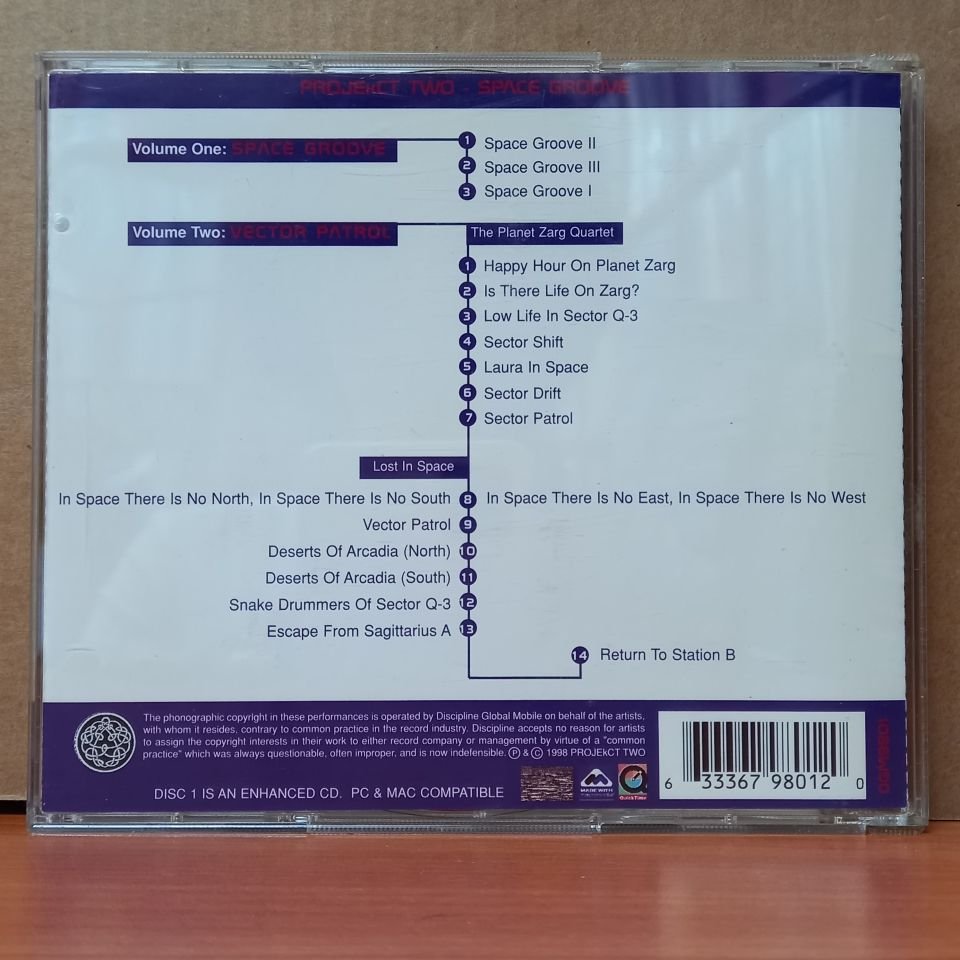 PROJEKCT TWO - SPACE GROOVE
Volume One: SPACE GROOVE
1 Space Groove II
2 Space Groove III
3 Space Groove I
Volume Two: VECTOR PATROL
The Planet Zarg Quartet
1 Happy Hour On Planet Zarg
2 Is There Life On Zarg?
3 Low Life In Sector Q-3
4 Sector Shift
5 Laura In Space
6 Sector Drift
7 Sector Patrol
Lost In Space
In Space There Is No North, In Space There Is No South 8 In Space There Is No East, In Space There Is No West
Vector Patrol 9
Deserts Of Arcadia (North) 10
Deserts Of Arcadia (South) 11
Snake Drummers Of Sector Q-3 12
Escape From Sagittarius A 13
14 Return To Station B
The phonographic copyright in these performances is operated by Discipline Global Mobile on behalf of the artists,
with whom it resides, contrary to common practice in the record industry. Discipline accepts no reason for artists
to assign the copyright interests in their work to either record company or management by virtue of a "common
practice" which was always questionable, often improper, and is now indefensible. Ⓟ & © 1998 PROJEKCT TWO
DISC 1 IS AN ENHANCED CD. PC & MAC COMPATIBLE
MADE WITH
QuickTime
6 33367 98012 0
DGM9801